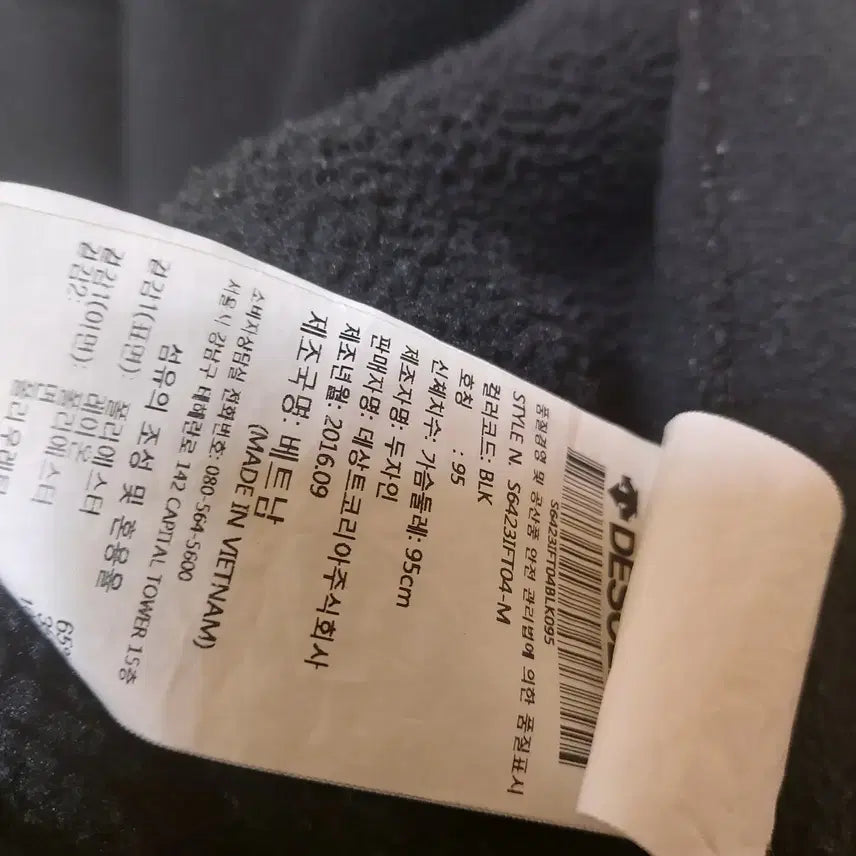 DESC
S6423IFT04BLK095
품질경영 및 공산품 안전 관리법에 의한 품질표시
STYLE N. S6423IFT04-M
컬러코드: BLK
호칭 : 95
신체치수: 가슴둘레: 95cm
제조자명: 두자인
판매자명: 데상트코리아주식회사
제조년월: 2016.09
제조국명: 베트남
(MADE IN VIETNAM)
소비자상담실 전화번호: 080-564-5600
서울시 강남구 테헤란로 142 CAPITAL TOWER 15층
섬유의 조성 및 혼용율
겉감1(표면): 폴리에스터 65
레이온
겉감1(이면): 폴리에스터
겉감2: